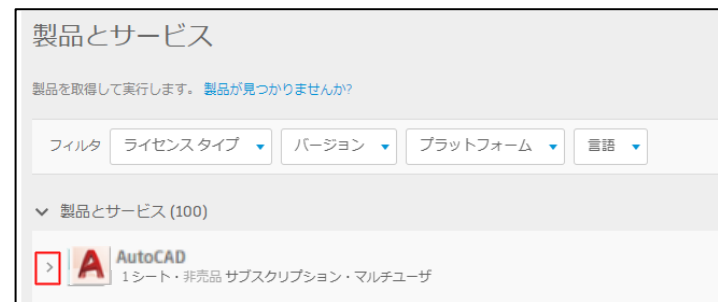 製品とサービス
製品を取得して実行します。 製品が見つかりませんか?
フィルタ ライセンス タイプ バージョン プラットフォーム 言語
製品とサービス (100)
AutoCAD
1 シート・非売品 サブスクリプション・マルチユーザ